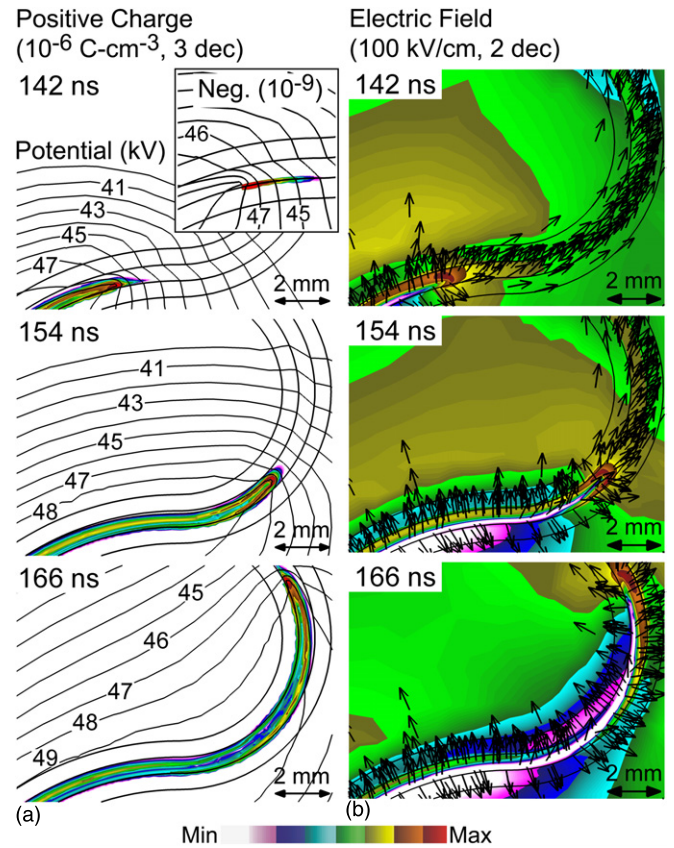 Positive Charge
(10⁻⁶ C-cm⁻³, 3 dec)
142 ns
Neg. (10⁻⁹)
46
47
45
Potential (kV)
41
43
45
47
2 mm
154 ns
41
43
45
47
48
2 mm
166 ns
45
46
47
48
49
2 mm
(a)
Electric Field
(100 kV/cm, 2 dec)
142 ns
2 mm
154 ns
2 mm
166 ns
2 mm
(b)
Min
Max